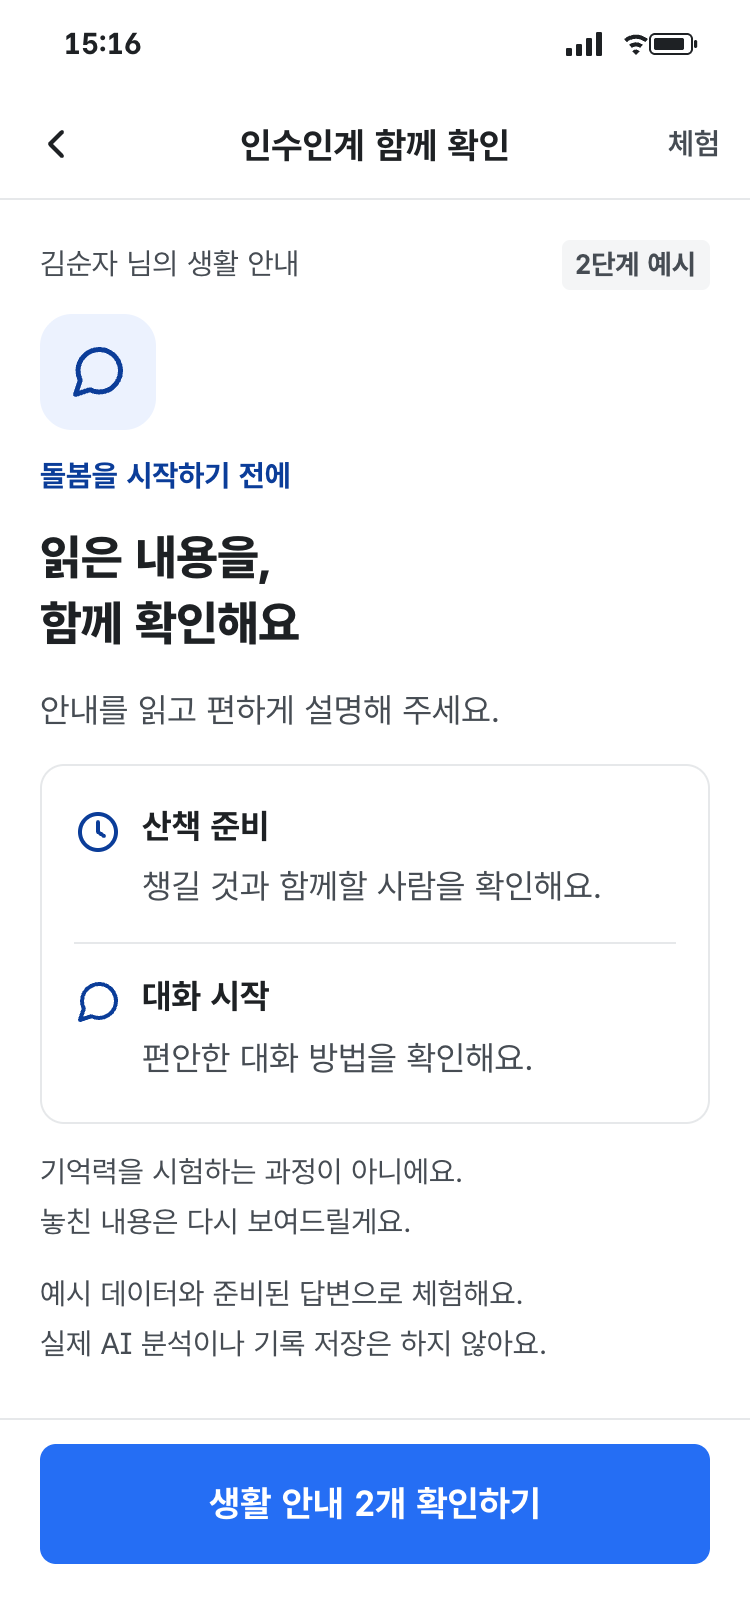 15:16
인수인계 함께 확인
체험
김순자 님의 생활 안내
2단계 예시
돌봄을 시작하기 전에
읽은 내용을,
함께 확인해요
안내를 읽고 편하게 설명해 주세요.
산책 준비
챙길 것과 함께할 사람을 확인해요.
대화 시작
편안한 대화 방법을 확인해요.
기억력을 시험하는 과정이 아니에요.
놓친 내용은 다시 보여드릴게요.
예시 데이터와 준비된 답변으로 체험해요.
실제 AI 분석이나 기록 저장은 하지 않아요.
생활 안내 2개 확인하기